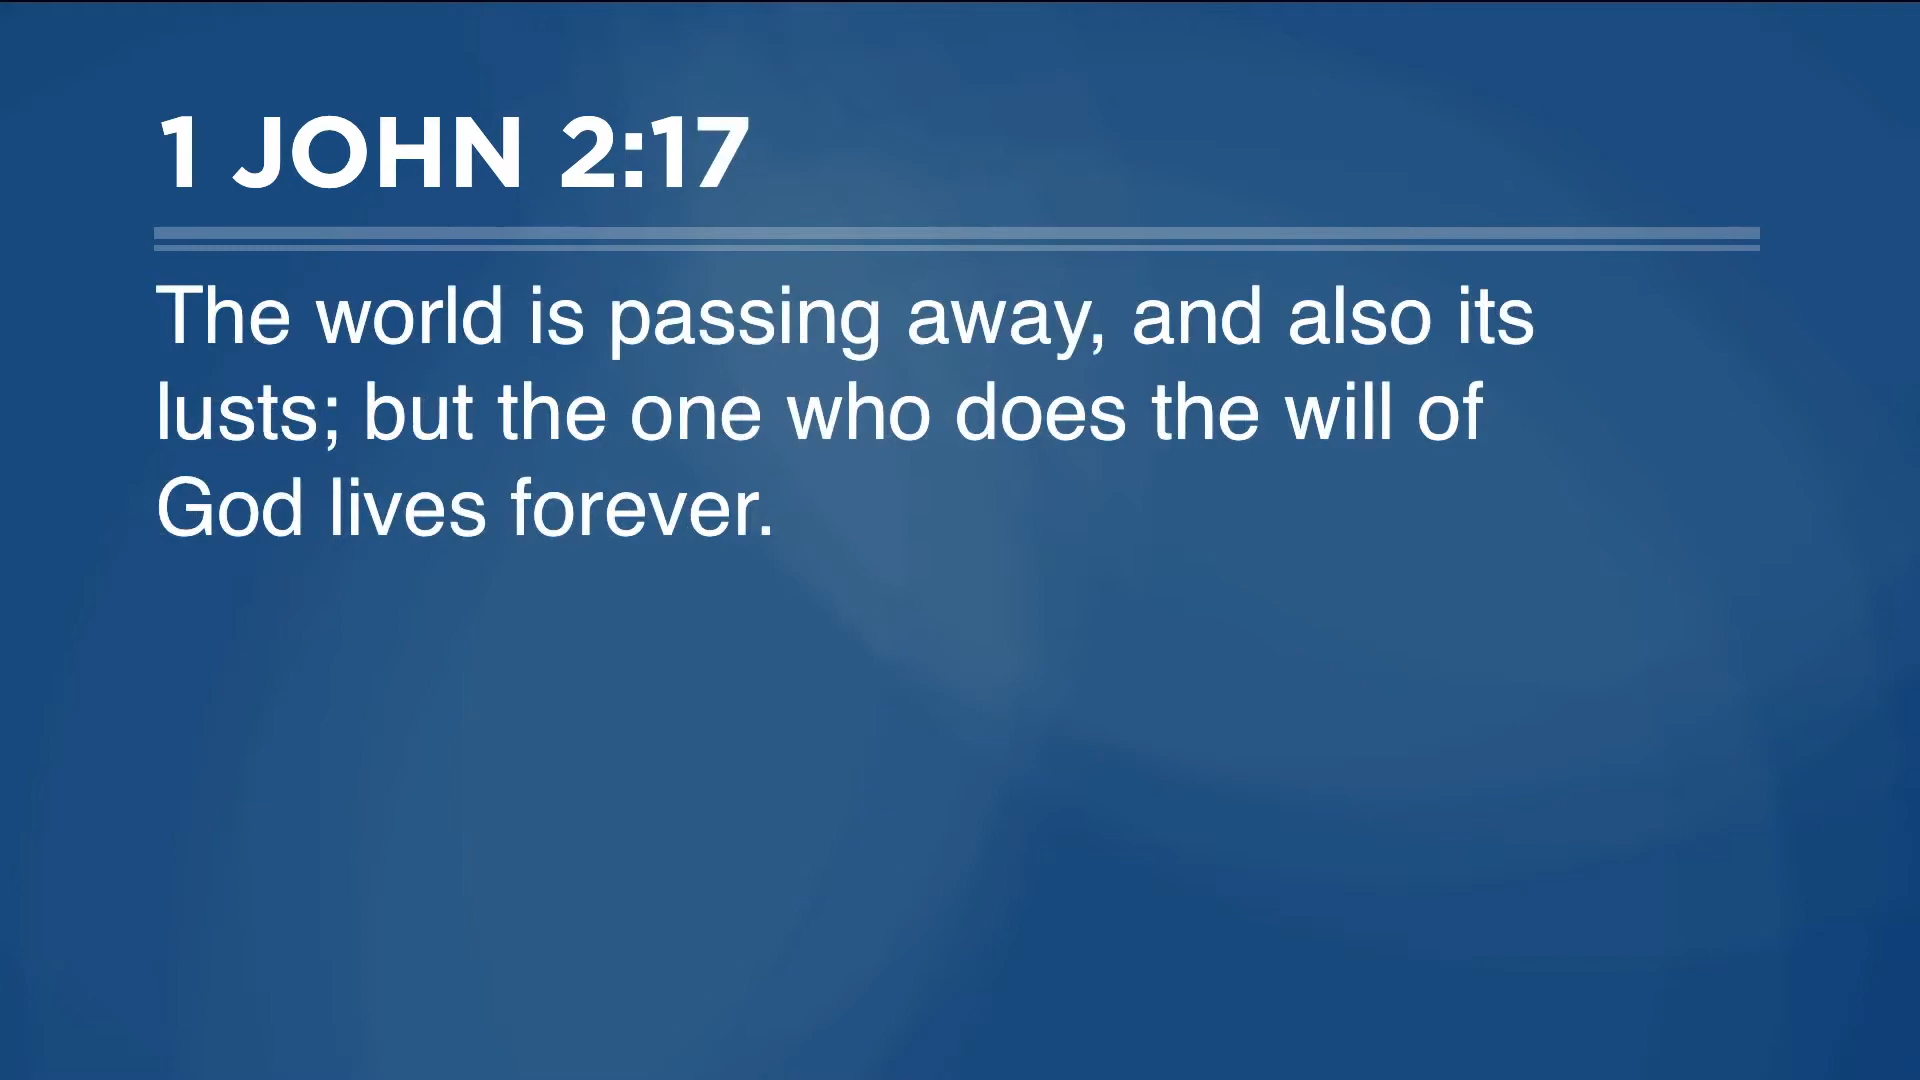 1 JOHN 2:17
The world is passing away, and also its
lusts; but the one who does the will of
God lives forever.